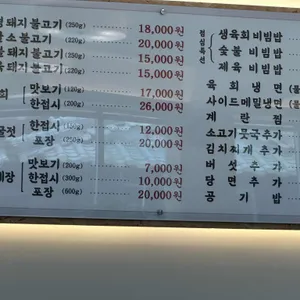 돼지불고기 (250g) 18,000원
소불고기 (220g) 20,000원
불고기 (250g) 15,000원
돼지불고기 (220g) 15,000원
회 맛보기 (120g) 17,000원
한접시 (200g) 26,000원
한접시 12,000원
포장 20,000원
맛보기 (200g) 7,000원
게장 한접시 (300g) 10,000원
포장 (600g) 20,000원
점심특선
생육회비빔밥
숯불비빔밥
제육비빔밥
육회냉면
사이드메밀냉면
계란찜
소고기뭇국추가
김치찌개추가
버섯추가
당면추가
공기밥